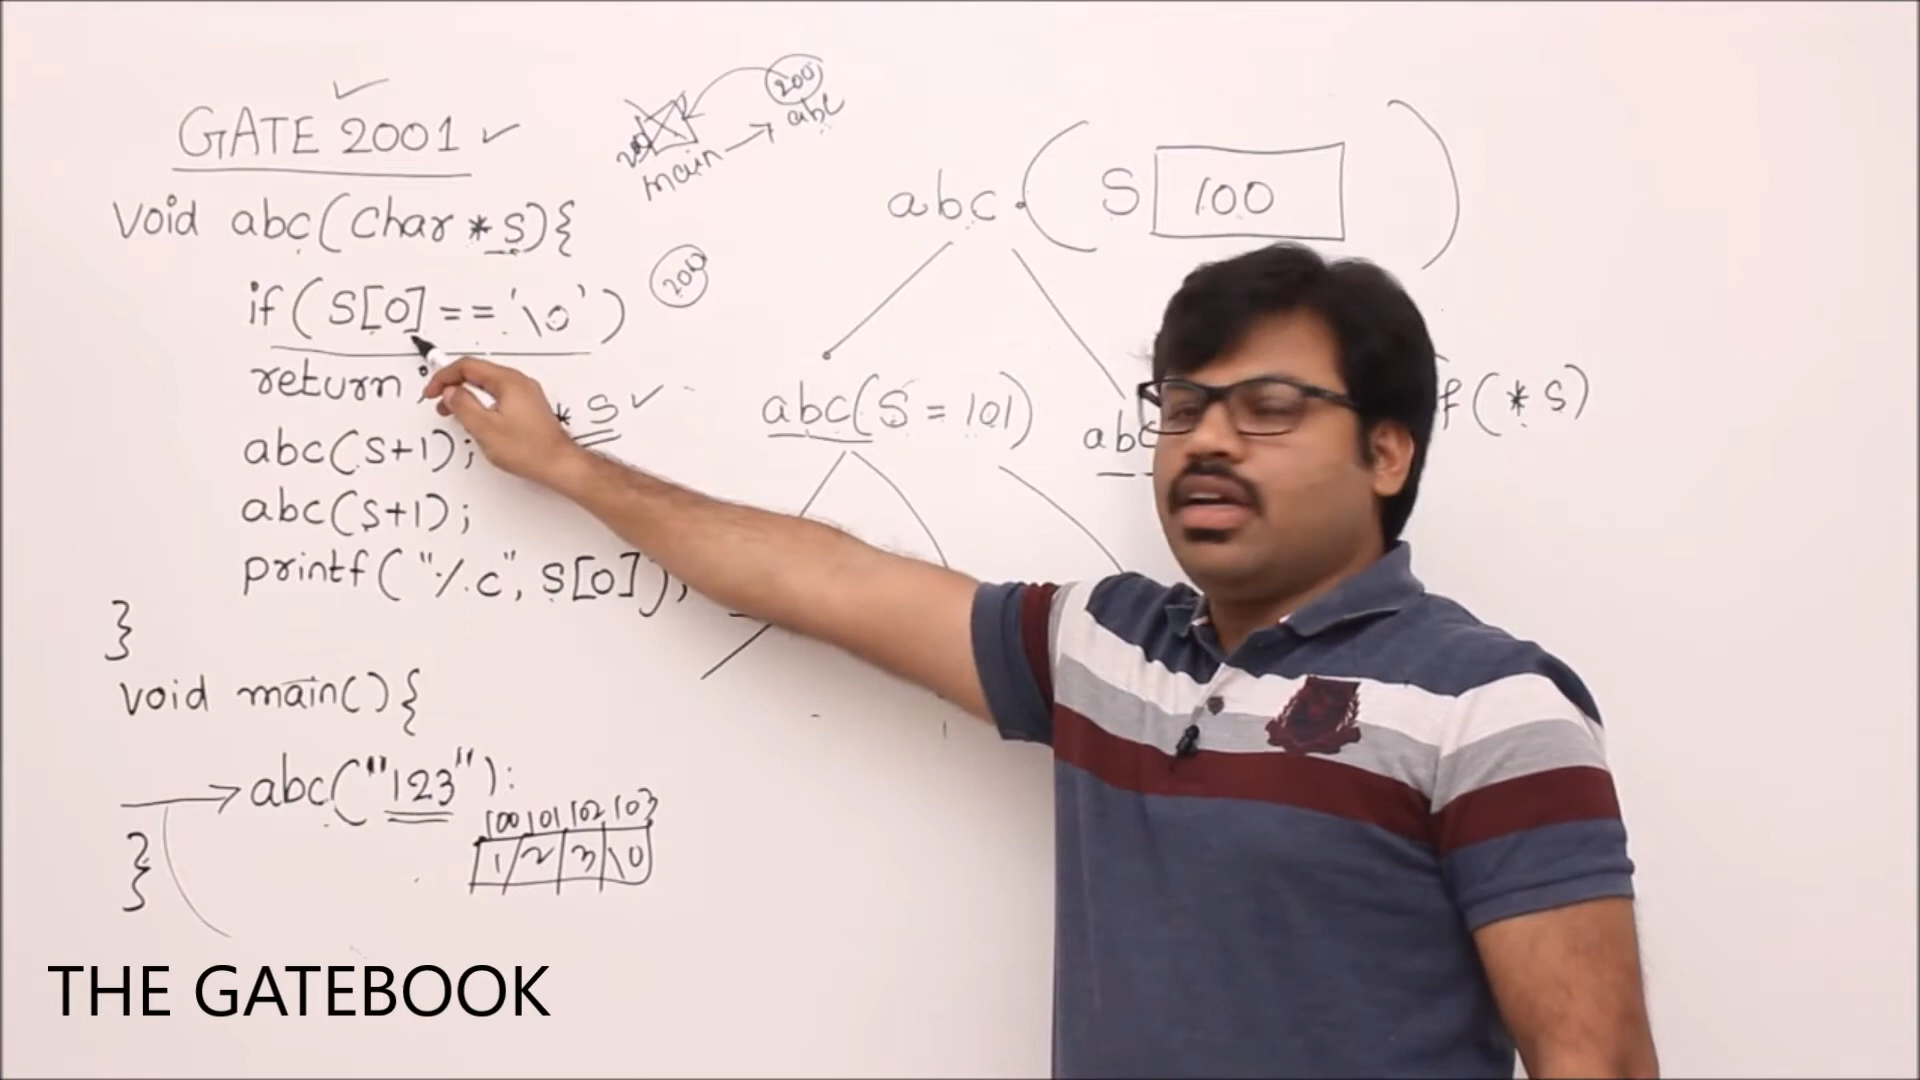 GATE 2001
void abc(char *s){
if(s[0]=='\0')
return;
abc(s+1);
abc(s+1);
printf("%c", s[0]);
}
void main(){
abc("123");
}
100 101 102 103
1 2 3 \0
*s
200
200
main → abc
abc(S 100)
abc(S=101)
abc
f(*s)
THE GATEBOOK